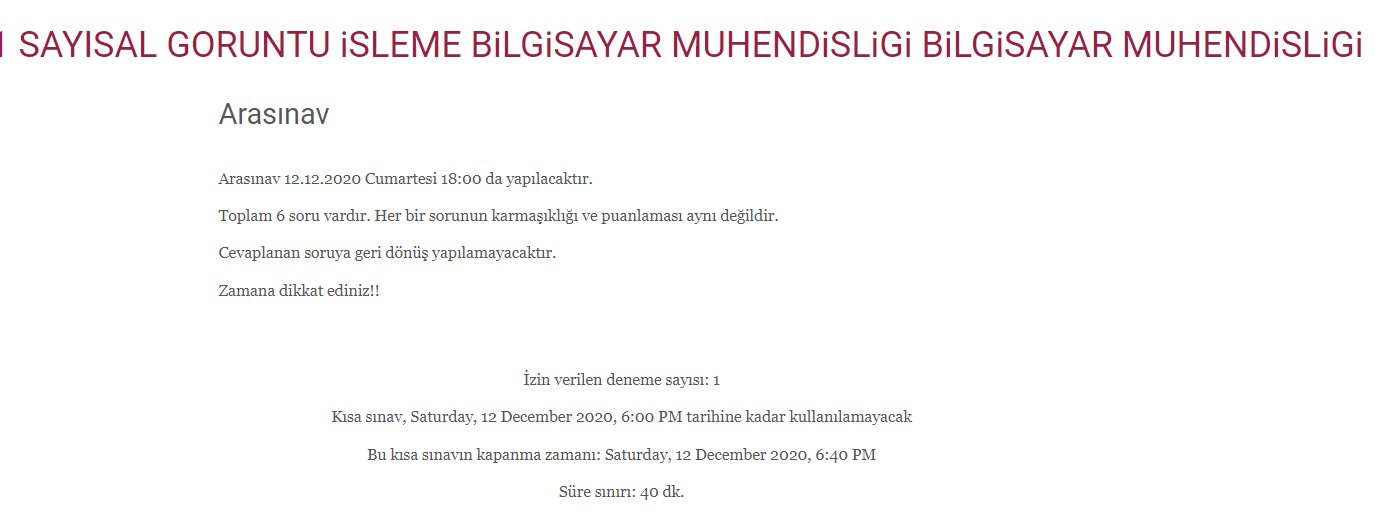 SAYISAL GORUNTU iSLEME BiLGiSAYAR MUHENDiSLiGi BiLGiSAYAR MUHENDiSLiGi
Arasınav
Arasınav 12.12.2020 Cumartesi 18:00 da yapılacaktır.
Toplam 6 soru vardır. Her bir sorunun karmaşıklığı ve puanlaması aynı değildir.
Cevaplanan soruya geri dönüş yapılamayacaktır.
Zamana dikkat ediniz!!
İzin verilen deneme sayısı: 1
Kısa sınav, Saturday, 12 December 2020, 6:00 PM tarihine kadar kullanılamayacak
Bu kısa sınavın kapanma zamanı: Saturday, 12 December 2020, 6:40 PM
Süre sınırı: 40 dk.